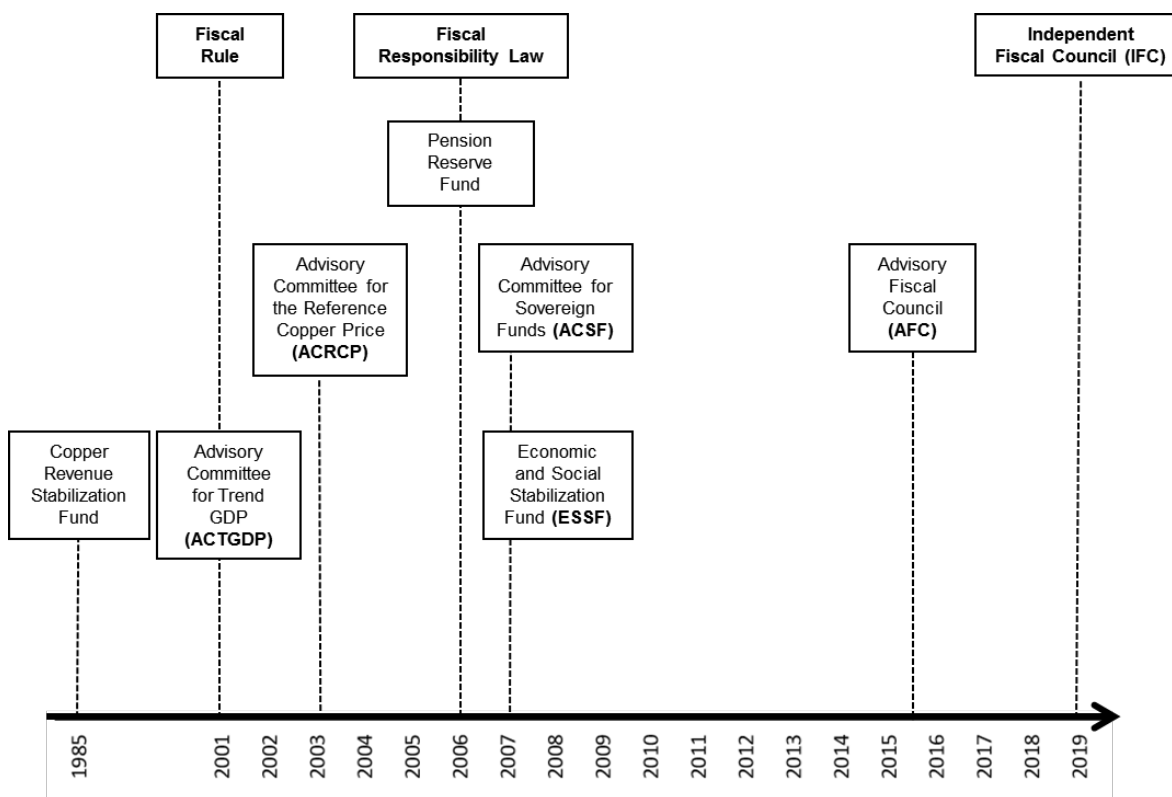 Fiscal
Rule
Fiscal
Responsibility Law
Independent
Fiscal Council (IFC)
Pension
Reserve
Fund
Advisory
Committee for
the Reference
Copper Price
(ACRCP)
Advisory
Committee for
Sovereign
Funds (ACSF)
Advisory
Fiscal
Council
(AFC)
Copper
Revenue
Stabilization
Fund
Advisory
Committee
for Trend
GDP
(ACTGDP)
Economic
and Social
Stabilization
Fund (ESSF)
1985
2001
2002
2003
2004
2005
2006
2007
2008
2009
2010
2011
2012
2013
2014
2015
2016
2017
2018
2019